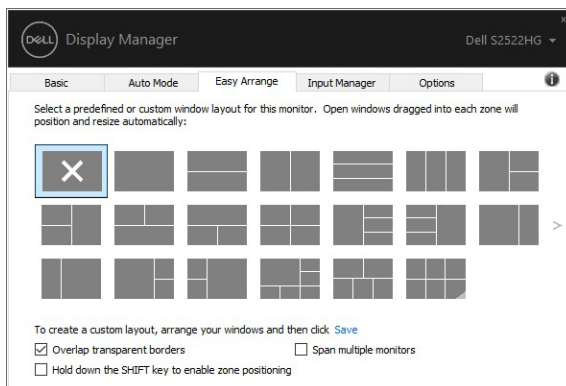 DELL Display Manager
Dell S2522HG
Basic
Auto Mode
Easy Arrange
Input Manager
Options
Select a predefined or custom window layout for this monitor. Open windows dragged into each zone will
position and resize automatically:
To create a custom layout, arrange your windows and then click Save
Overlap transparent borders
Span multiple monitors
Hold down the SHIFT key to enable zone positioning